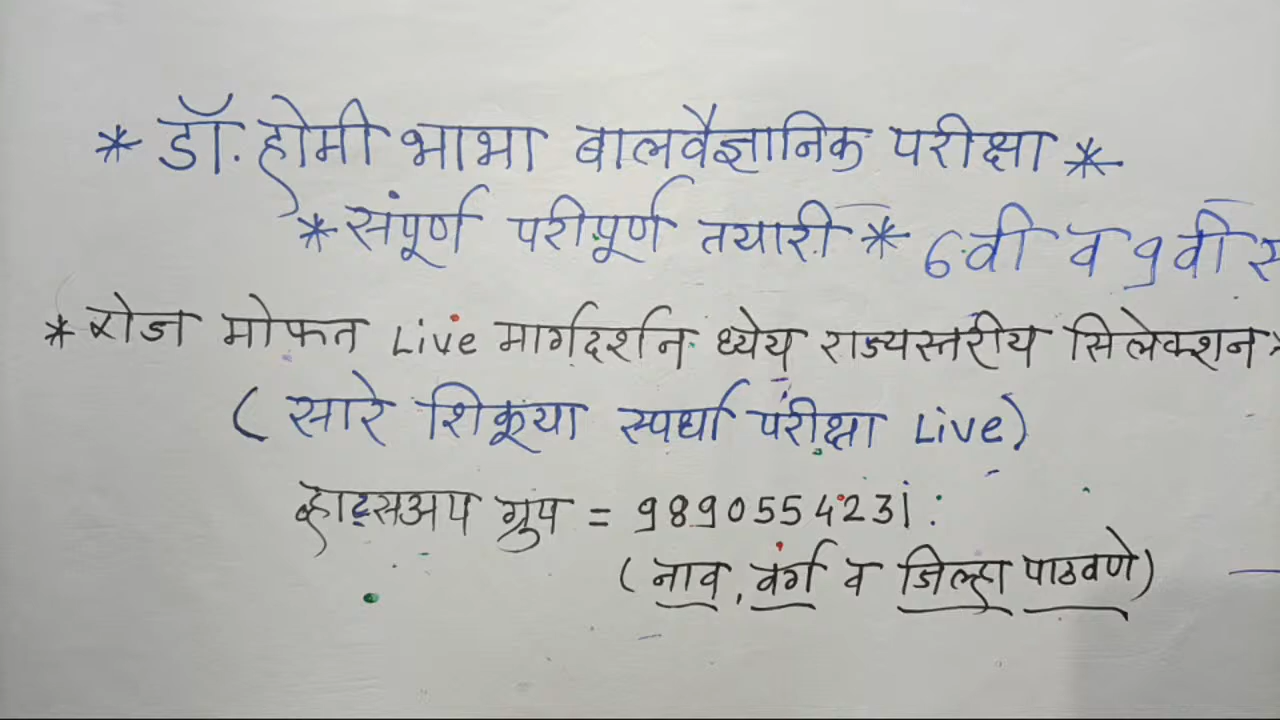 * डॉ. होमी भाभा बालवैज्ञानिक परीक्षा *
* संपूर्ण परीपूर्ण तयारी * 6वी व 9वी
* रोज मोफत Live मार्गदर्शन ध्येय राज्यस्तरीय सिलेक्शन *
( सारे शिकूया स्पर्धा परीक्षा Live)
व्हाट्सअप ग्रुप = 9890554231
( नाव, वर्ग व जिल्हा पाठवणे)